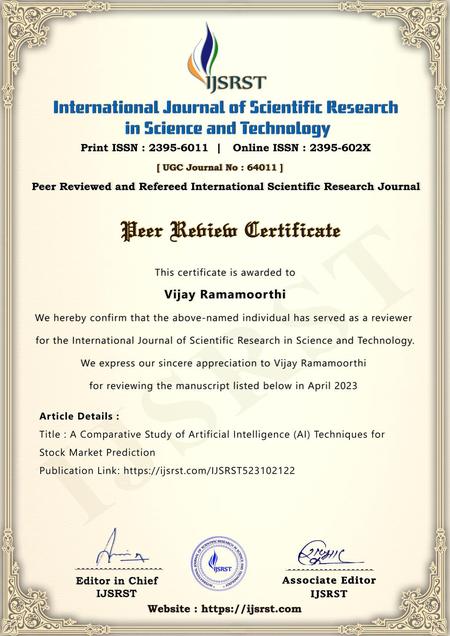 IJSRST
International Journal of Scientific Research
in Science and Technology
Print ISSN : 2395-6011 | Online ISSN : 2395-602X
[ UGC Journal No : 64011 ]
Peer Reviewed and Refereed International Scientific Research Journal
Peer Review Certificate
This certificate is awarded to
Vijay Ramamoorthi
We hereby confirm that the above-named individual has served as a reviewer
for the International Journal of Scientific Research in Science and Technology.
We express our sincere appreciation to Vijay Ramamoorthi
for reviewing the manuscript listed below in April 2023
Article Details :
Title : A Comparative Study of Artificial Intelligence (AI) Techniques for
Stock Market Prediction
Publication Link: https://ijsrst.com/IJSRST523102122
IJSRST
IJSRST
Editor in Chief
IJSRST
Associate Editor
IJSRST
Website : https://ijsrst.com